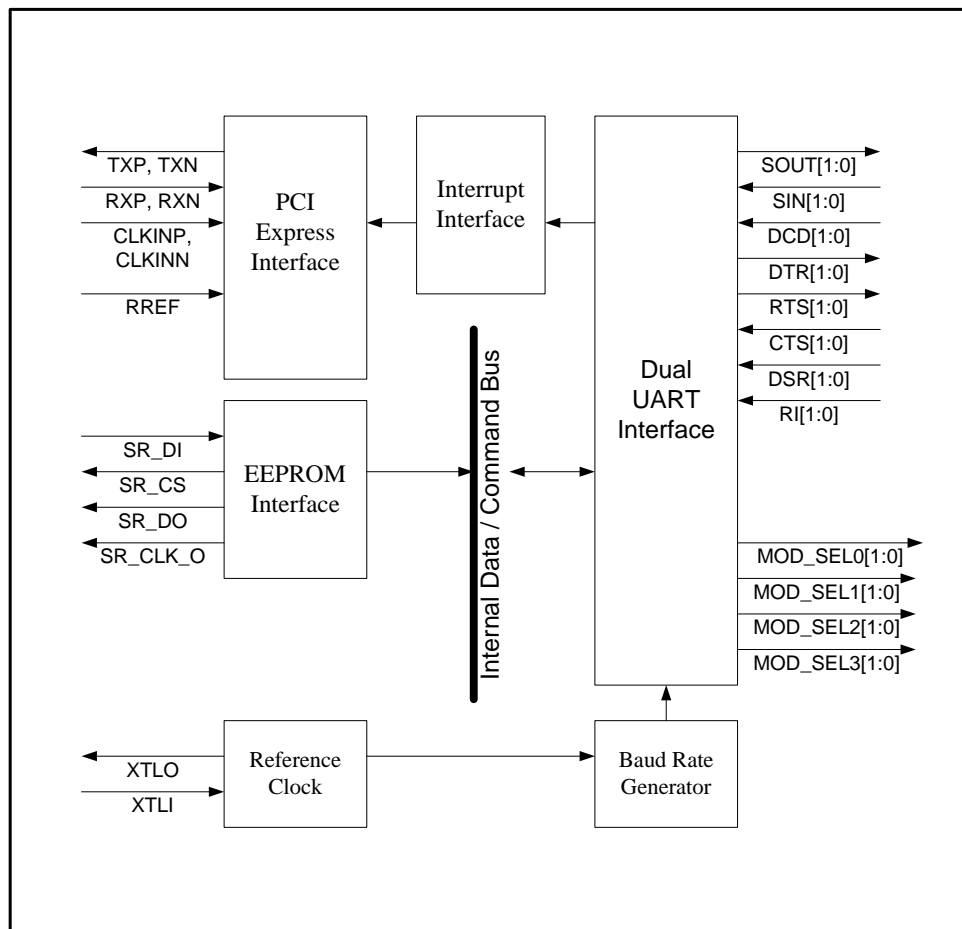 TXP, TXN
RXP, RXN
CLKINP,
CLKINN
RREF
PCI
Express
Interface
Interrupt
Interface
Dual
UART
Interface
SOUT[1:0]
SIN[1:0]
DCD[1:0]
DTR[1:0]
RTS[1:0]
CTS[1:0]
DSR[1:0]
RI[1:0]
SR_DI
SR_CS
SR_DO
SR_CLK_O
EEPROM
Interface
Internal Data / Command Bus
MOD_SEL0[1:0]
MOD_SEL1[1:0]
MOD_SEL2[1:0]
MOD_SEL3[1:0]
XTLO
XTLI
Reference
Clock
Baud Rate
Generator